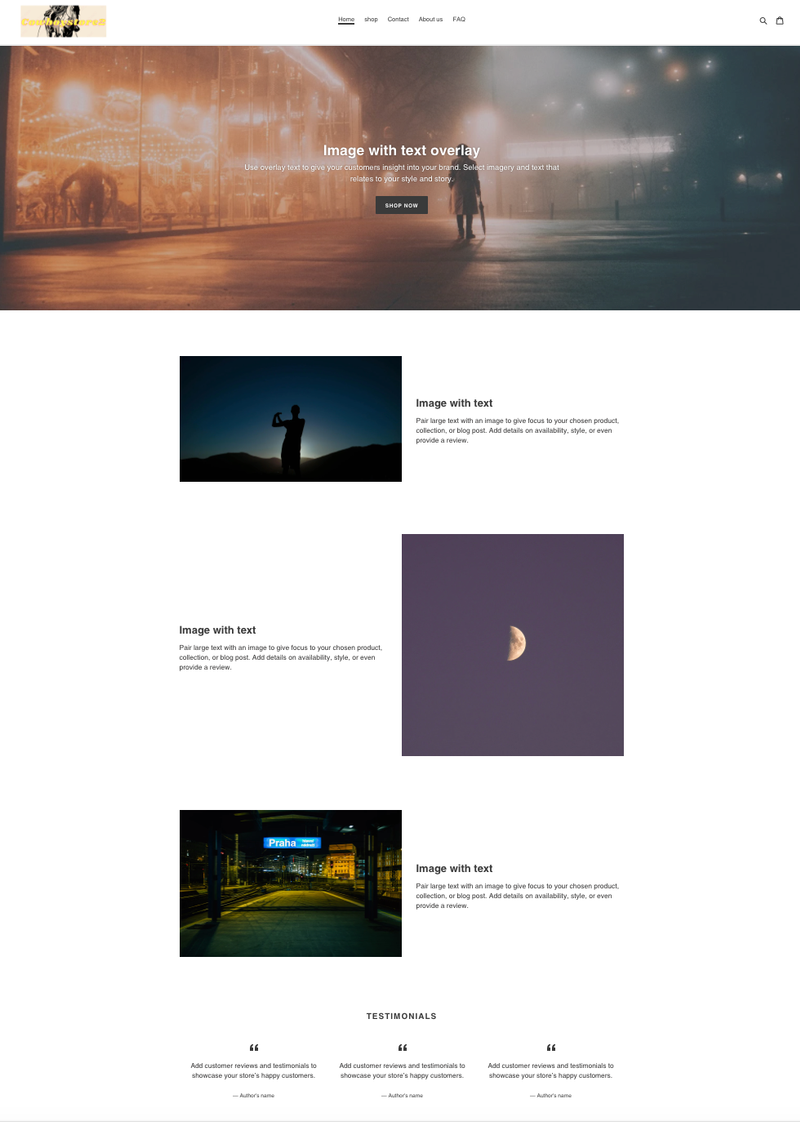 Cowboystore2
Home shop Contact About us FAQ
Image with text overlay
Use overlay text to give your customers insight into your brand. Select imagery and text that
relates to your style and story.
SHOP NOW
Image with text
Pair large text with an image to give focus to your chosen product,
collection, or blog post. Add details on availability, style, or even
provide a review.
Image with text
Pair large text with an image to give focus to your chosen product,
collection, or blog post. Add details on availability, style, or even
provide a review.
Praha
Image with text
Pair large text with an image to give focus to your chosen product,
collection, or blog post. Add details on availability, style, or even
provide a review.
TESTIMONIALS
“ “ “
Add customer reviews and testimonials to
showcase your store's happy customers.
— Author's name
Add customer reviews and testimonials to
showcase your store's happy customers.
— Author's name
Add customer reviews and testimonials to
showcase your store's happy customers.
— Author's name